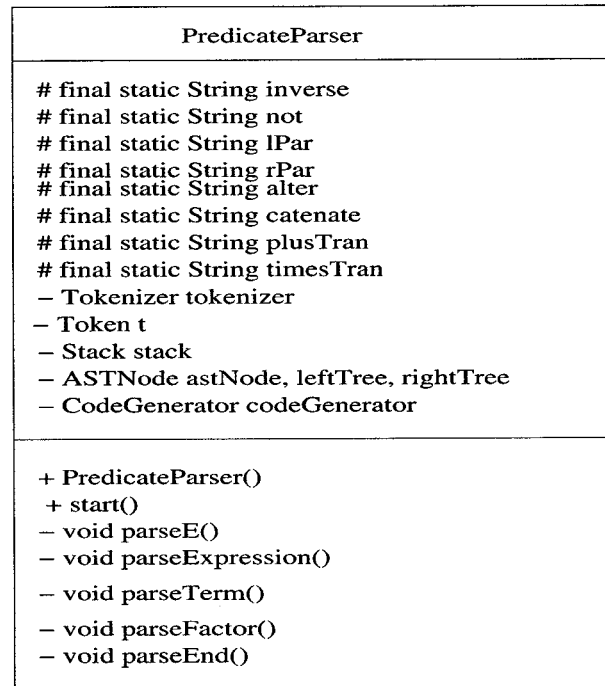 PredicateParser
# final static String inverse
# final static String not
# final static String lPar
# final static String rPar
# final static String alter
# final static String catenate
# final static String plusTran
# final static String timesTran
– Tokenizer tokenizer
– Token t
– Stack stack
– ASTNode astNode, leftTree, rightTree
– CodeGenerator codeGenerator
+ PredicateParser()
+ start()
– void parseE()
– void parseExpression()
– void parseTerm()
– void parseFactor()
– void parseEnd()